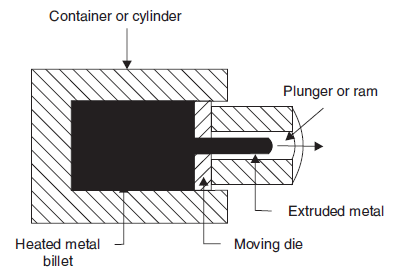 Container or cylinder
Plunger or ram
Extruded metal
Heated metal
billet
Moving die